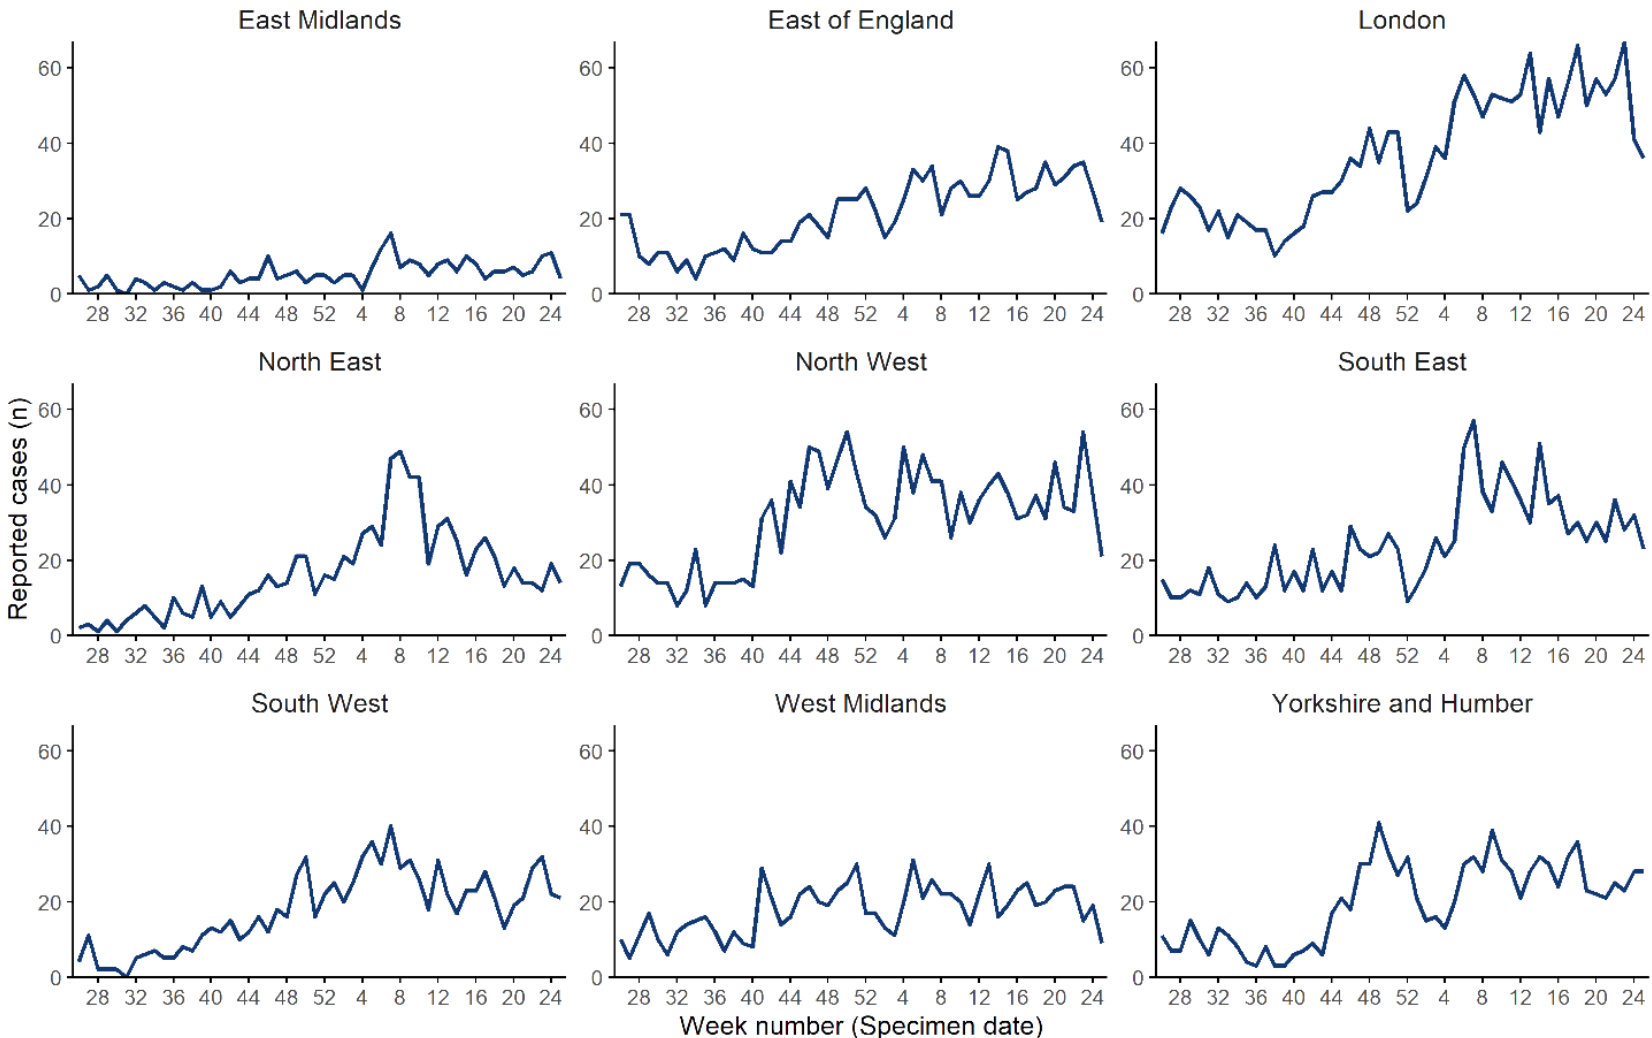 East Midlands East of England London
60 60 60
40 40 40
20 20 20
0 0 0
28 32 36 40 44 48 52 4 8 12 16 20 24 28 32 36 40 44 48 52 4 8 12 16 20 24 28 32 36 40 44 48 52 4 8 12 16 20 24
North East North West South East
60 60 60
40 40 40
20 20 20
0 0 0
28 32 36 40 44 48 52 4 8 12 16 20 24 28 32 36 40 44 48 52 4 8 12 16 20 24 28 32 36 40 44 48 52 4 8 12 16 20 24
Reported cases (n)
South West West Midlands Yorkshire and Humber
60 60 60
40 40 40
20 20 20
0 0 0
28 32 36 40 44 48 52 4 8 12 16 20 24 28 32 36 40 44 48 52 4 8 12 16 20 24 28 32 36 40 44 48 52 4 8 12 16 20 24
Week number (Specimen date)